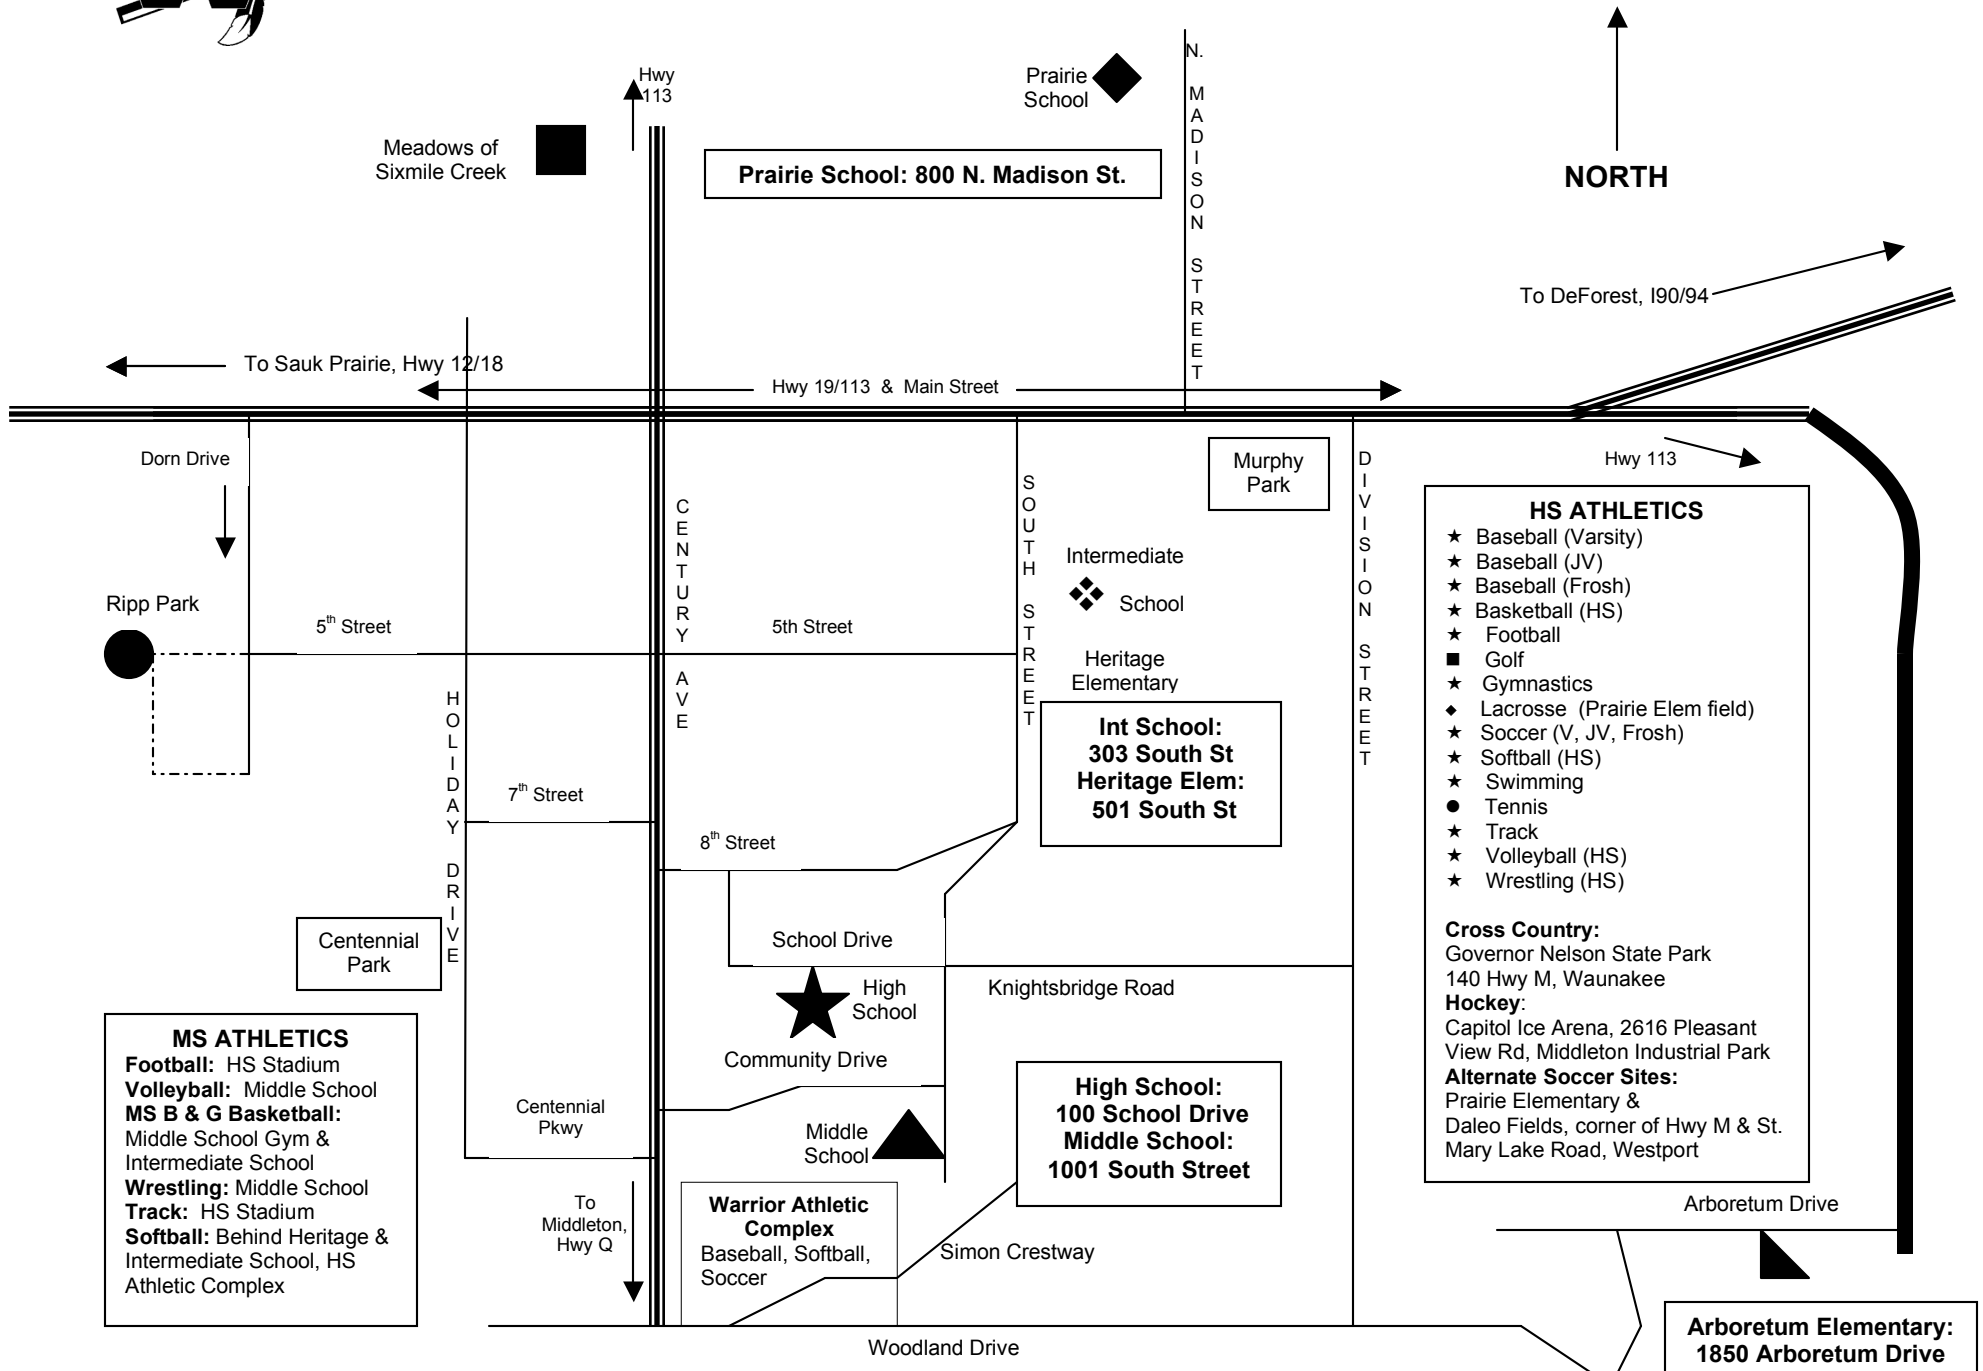 Hwy
113
Prairie
School
N. MADISON STREET
Meadows of
Sixmile Creek
Prairie School: 800 N. Madison St.
NORTH
To DeForest, I90/94
To Sauk Prairie, Hwy 12/18
Hwy 19/113 & Main Street
Dorn Drive
Murphy
Park
Hwy 113
CENTURY AVE
SOUTH STREET
DIVISION STREET
Intermediate
School
Ripp Park
5th Street
5th Street
Heritage
Elementary
HOLIDAY DRIVE
Int School:
303 South St
Heritage Elem:
501 South St
7th Street
8th Street
HS ATHLETICS
★ Baseball (Varsity)
★ Baseball (JV)
★ Baseball (Frosh)
★ Basketball (HS)
★ Football
■ Golf
★ Gymnastics
◆ Lacrosse (Prairie Elem field)
★ Soccer (V, JV, Frosh)
★ Softball (HS)
★ Swimming
● Tennis
★ Track
★ Volleyball (HS)
★ Wrestling (HS)
Cross Country:
Governor Nelson State Park
140 Hwy M, Waunakee
Hockey:
Capitol Ice Arena, 2616 Pleasant
View Rd, Middleton Industrial Park
Alternate Soccer Sites:
Prairie Elementary &
Daleo Fields, corner of Hwy M & St.
Mary Lake Road, Westport
Centennial
Park
School Drive
High
School
Knightsbridge Road
Community Drive
MS ATHLETICS
Football: HS Stadium
Volleyball: Middle School
MS B & G Basketball:
Middle School Gym &
Intermediate School
Wrestling: Middle School
Track: HS Stadium
Softball: Behind Heritage &
Intermediate School, HS
Athletic Complex
Centennial
Pkwy
Middle
School
High School:
100 School Drive
Middle School:
1001 South Street
To
Middleton,
Hwy Q
Warrior Athletic
Complex
Baseball, Softball,
Soccer
Simon Crestway
Arboretum Drive
Woodland Drive
Arboretum Elementary:
1850 Arboretum Drive